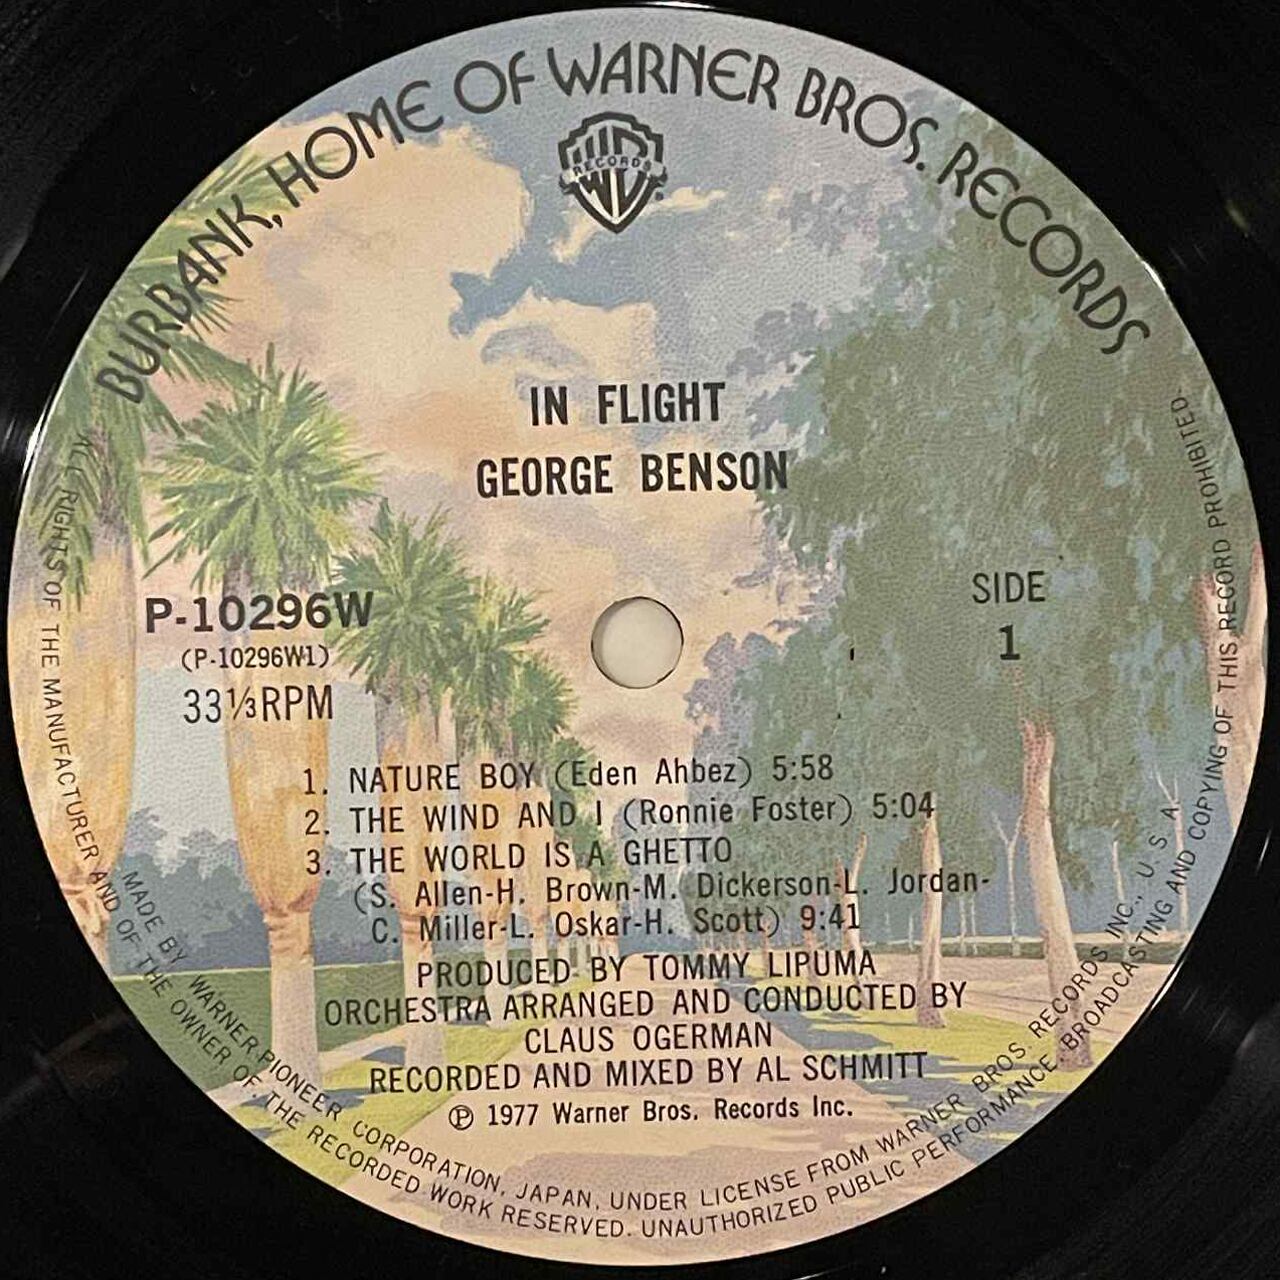 BURBANK, HOME OF WARNER BROS. RECORDS
WB
RECORDS
IN FLIGHT
GEORGE BENSON
P-10296W
(P-10296W1)
33⅓RPM
SIDE
1
1. NATURE BOY (Eden Ahbez) 5:58
2. THE WIND AND I (Ronnie Foster) 5:04
3. THE WORLD IS A GHETTO
(S. Allen-H. Brown-M. Dickerson-L. Jordan-
C. Miller-L. Oskar-H. Scott) 9:41
PRODUCED BY TOMMY LIPUMA
ORCHESTRA ARRANGED AND CONDUCTED BY
CLAUS OGERMAN
RECORDED AND MIXED BY AL SCHMITT
℗ 1977 Warner Bros. Records Inc.
MADE BY WARNER-PIONEER CORPORATION, JAPAN, UNDER LICENSE FROM WARNER BROS. RECORDS INC., U. S. A.
ALL RIGHTS OF THE MANUFACTURER AND OF THE OWNER OF THE RECORDED WORK RESERVED. UNAUTHORIZED PUBLIC PERFORMANCE, BROADCASTING AND COPYING OF THIS RECORD PROHIBITED.